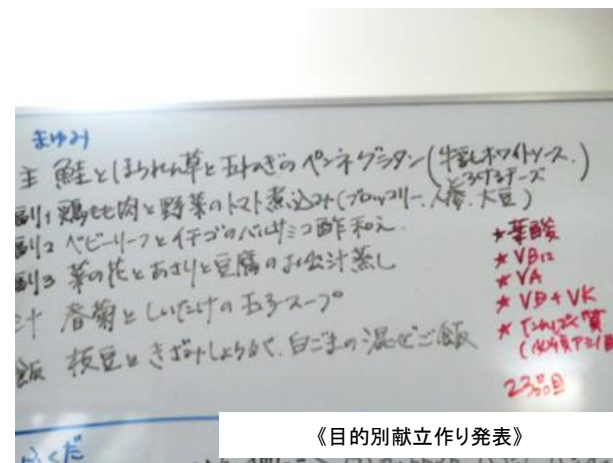 まゆみ
主 鮭とほうれん草と玉ねぎのペンネグラタン(牛乳ホワイトソース、
とろけるチーズ)
副1 鶏もも肉と野菜のトマト煮込み(ブロッコリー、人参、大豆)
副2 ベビーリーフとイチゴのバルサミコ酢和え
副3 菜の花とあさりと豆腐のお出汁蒸し
汁 春菊としいたけの玉子スープ
飯 枝豆ときざみしょうが、白ごまの混ぜご飯
★葉酸
★VB12
★VA
★VD+VK
★たんぱく質
(必須アミノ酸
23品目
ふくだ
《目的別献立作り発表》